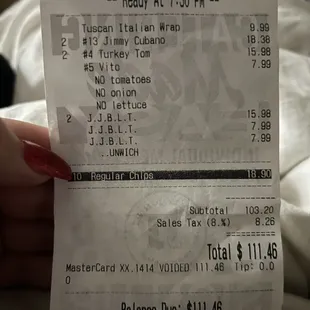 -- Ready At 7:30 PM --
Tuscan Italian Wrap 9.99
2 #13 Jimmy Cubano 18.38
2 #4 Turkey Tom 15.98
#5 Vito 7.99
NO tomatoes
NO onion
NO lettuce
2 J.J.B.L.T. 15.98
J.J.B.L.T. 7.99
J.J.B.L.T. 7.99
..UNWICH
10 Regular Chips 18.90
Subtotal 103.20
Sales Tax (8.%) 8.26
Total $ 111.46
MasterCard XX.1414 VOIDED 111.46 Tip: 0.0
0
Balance Due: $111.46